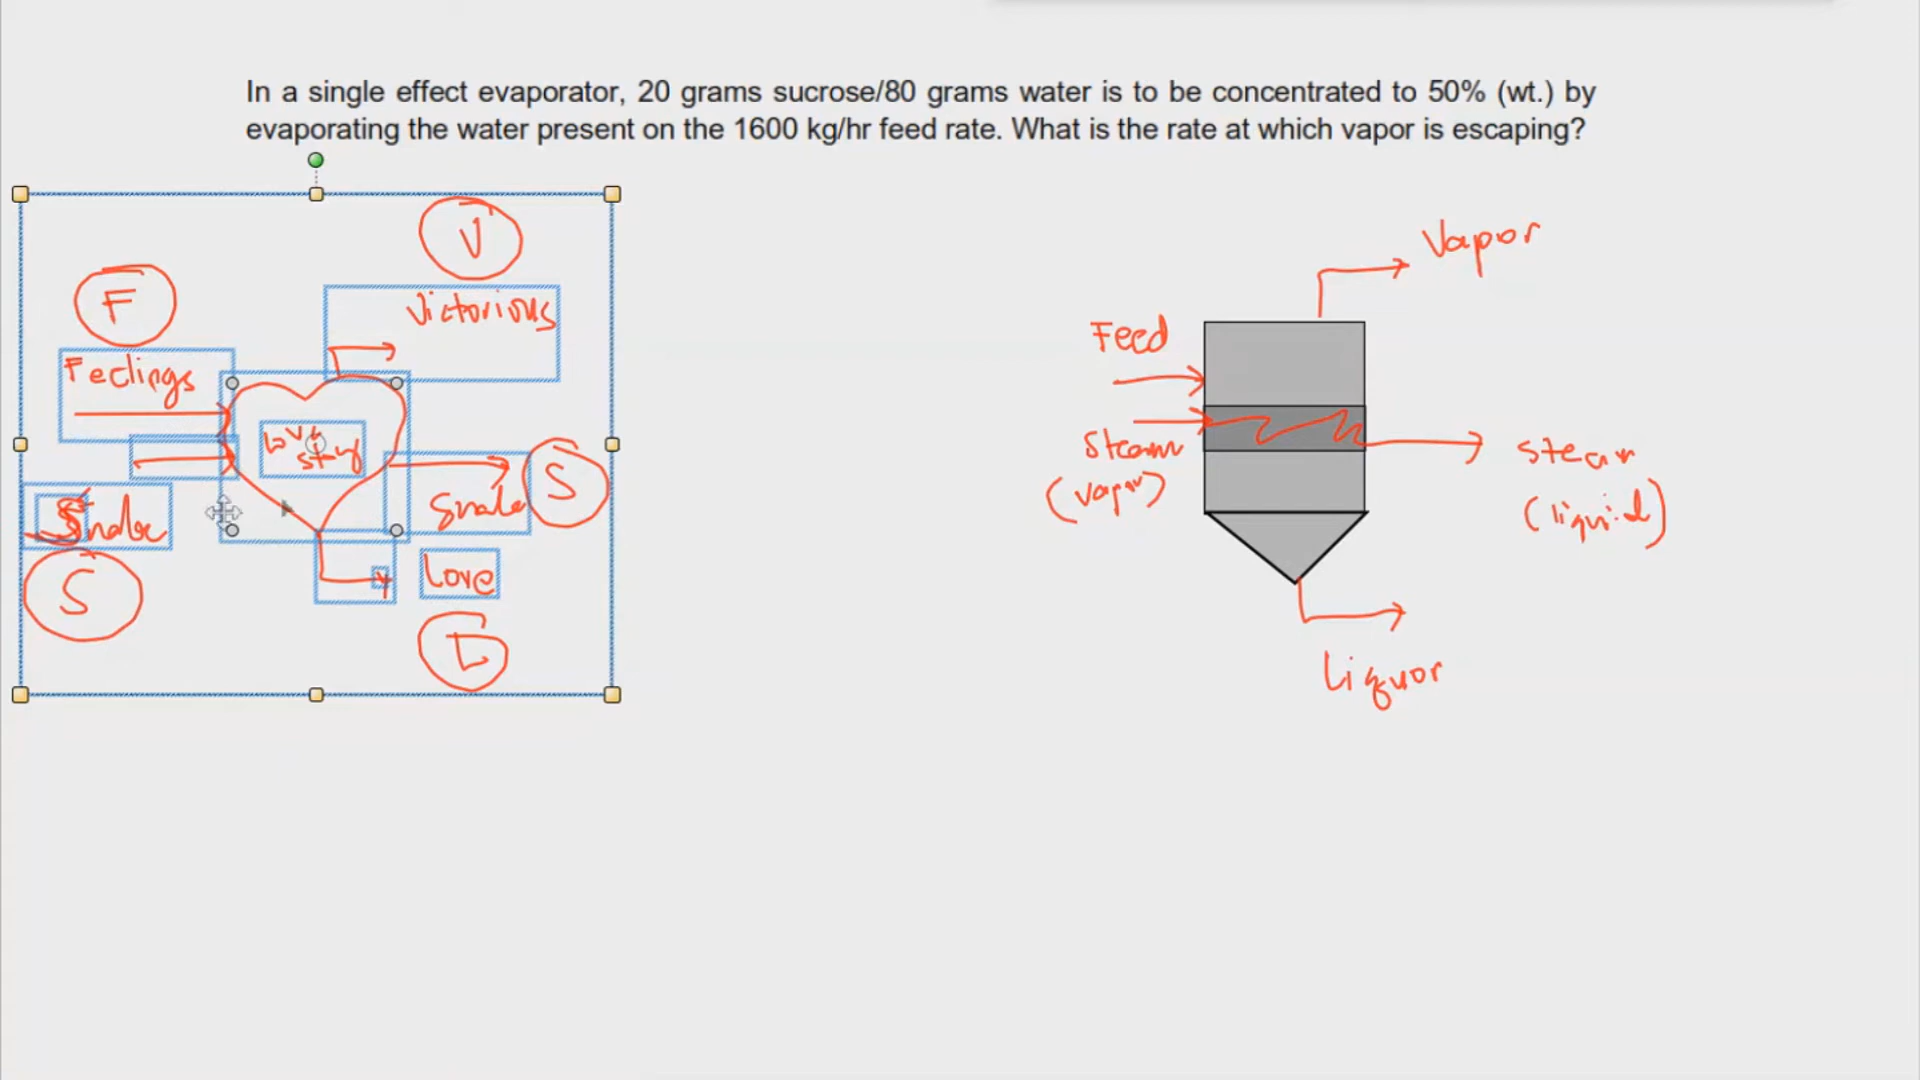 In a single effect evaporator, 20 grams sucrose/80 grams water is to be concentrated to 50% (wt.) by
evaporating the water present on the 1600 kg/hr feed rate. What is the rate at which vapor is escaping?
V
F
Victorious
Feelings
Love
story
S
Snake
Snake
S
Love
L
Vapor
Feed
Steam
(vapor)
steam
(liquid)
Liquor